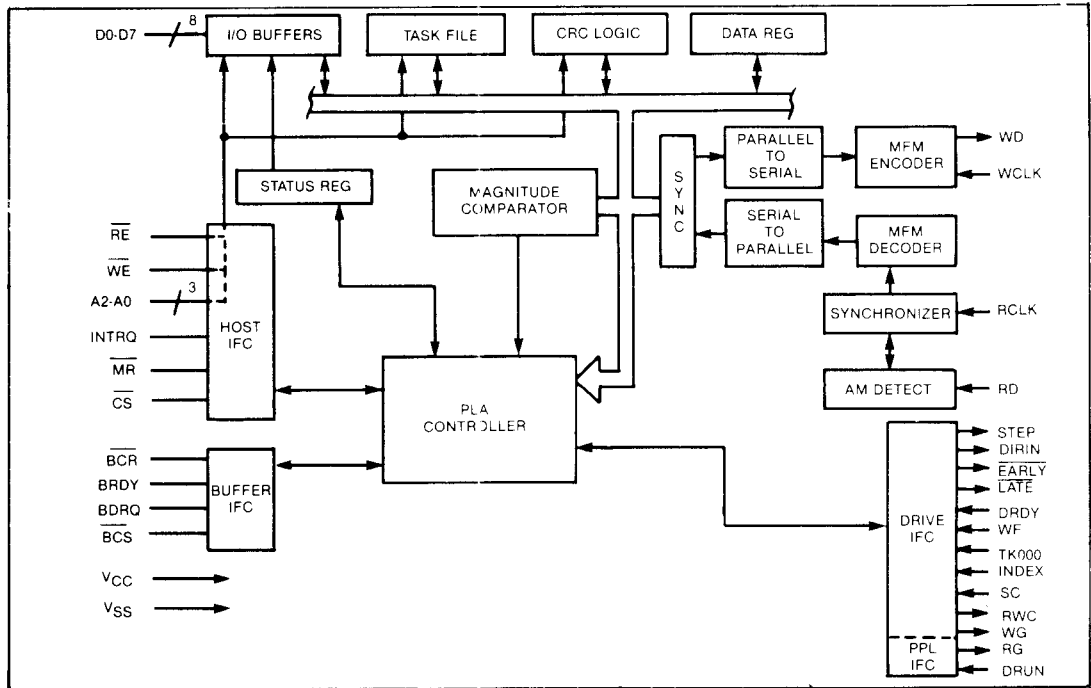 D0-D7
8
I/O BUFFERS
TASK FILE
CRC LOGIC
DATA REG
STATUS REG
MAGNITUDE
COMPARATOR
SYNC
PARALLEL
TO
SERIAL
MFM
ENCODER
WD
WCLK
SERIAL
TO
PARALLEL
MFM
DECODER
SYNCHRONIZER
RCLK
AM DETECT
RD
RE
WE
A2-A0
3
INTRQ
MR
CS
HOST
IFC
PLA
CONTROLLER
BCR
BRDY
BDRQ
BCS
BUFFER
IFC
VCC
VSS
DRIVE
IFC
PPL
IFC
STEP
DIRIN
EARLY
LATE
DRDY
WF
TK000
INDEX
SC
RWC
WG
RG
DRUN